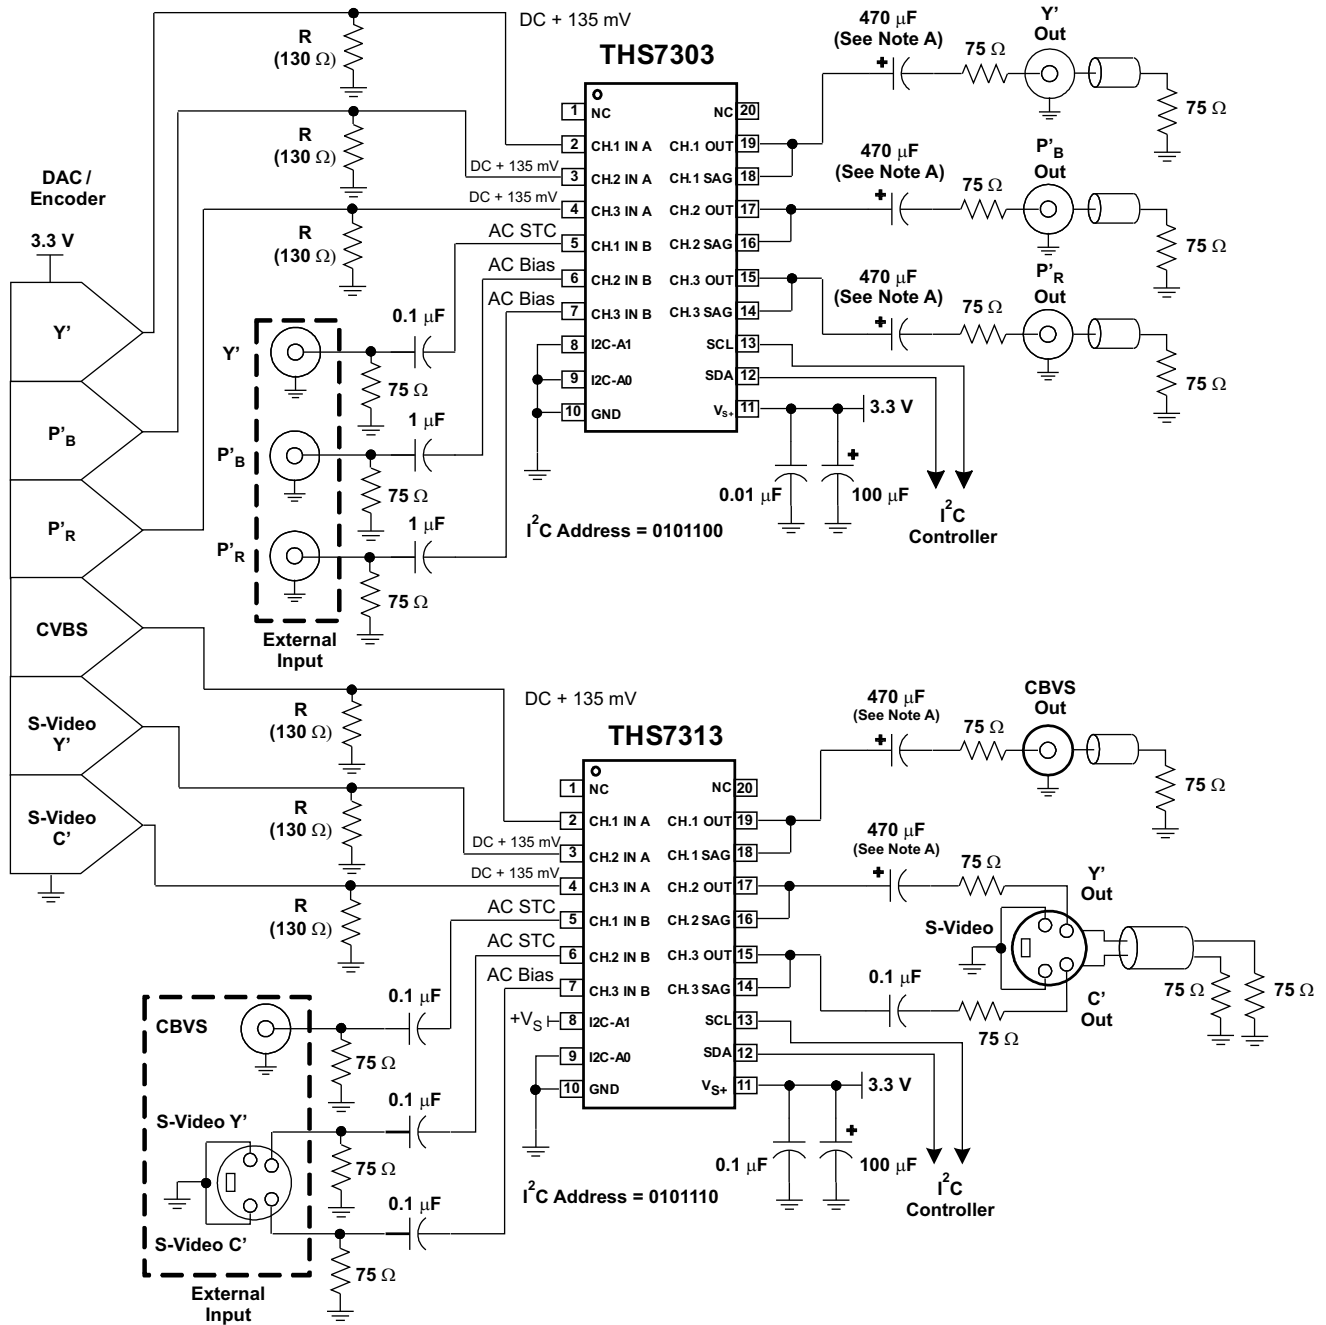 DC + 135 mV
R
(130 Ω)
THS7303
470 μF
(See Note A)
+
75 Ω
Y’
Out
75 Ω
R
(130 Ω)
DC + 135 mV
DAC /
Encoder
3.3 V
DC + 135 mV
R
(130 Ω)
AC STC
AC Bias
AC Bias
1 NC
2 CH.1 IN A
3 CH.2 IN A
4 CH.3 IN A
5 CH.1 IN B
6 CH.2 IN B
7 CH.3 IN B
8 I2C-A1
9 I2C-A0
10 GND
NC 20
CH.1 OUT 19
CH.1 SAG 18
CH.2 OUT 17
CH.2 SAG 16
CH.3 OUT 15
CH.3 SAG 14
SCL 13
SDA 12
VS+ 11
470 μF
(See Note A)
+
75 Ω
P’B
Out
75 Ω
470 μF
(See Note A)
+
75 Ω
P’R
Out
75 Ω
Y’
P’B
P’R
CVBS
S-Video
Y’
S-Video
C’
Y’
0.1 μF
75 Ω
P’B
1 μF
75 Ω
P’R
1 μF
75 Ω
External
Input
3.3 V
0.01 μF
+
100 μF
I2C
Controller
I2C Address = 0101100
R
(130 Ω)
DC + 135 mV
THS7313
470 μF
(See Note A)
+
75 Ω
CBVS
Out
75 Ω
R
(130 Ω)
DC + 135 mV
DC + 135 mV
R
(130 Ω)
AC STC
AC STC
AC Bias
+VS
1 NC
2 CH.1 IN A
3 CH.2 IN A
4 CH.3 IN A
5 CH.1 IN B
6 CH.2 IN B
7 CH.3 IN B
8 I2C-A1
9 I2C-A0
10 GND
NC 20
CH.1 OUT 19
CH.1 SAG 18
CH.2 OUT 17
CH.2 SAG 16
CH.3 OUT 15
CH.3 SAG 14
SCL 13
SDA 12
VS+ 11
470 μF
(See Note A)
+
75 Ω
Y’
Out
S-Video
0.1 μF
75 Ω
C’
Out
75 Ω
75 Ω
CBVS
0.1 μF
75 Ω
S-Video Y’
0.1 μF
75 Ω
S-Video C’
0.1 μF
75 Ω
External
Input
3.3 V
0.1 μF
+
100 μF
I2C
Controller
I2C Address = 0101110